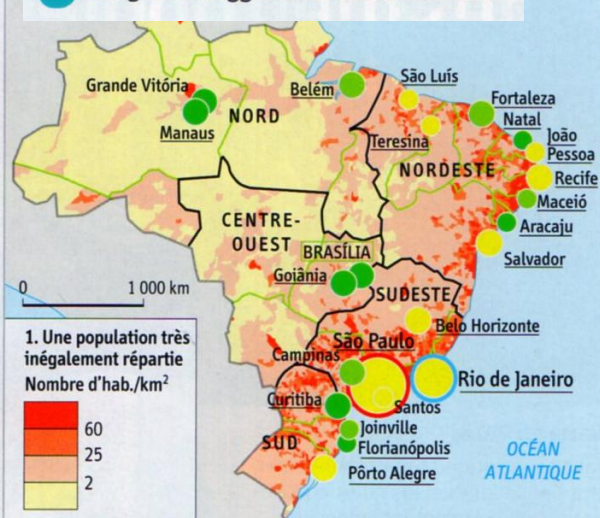 Grande Vitória
Manaus
NORD
Belém
São Luís
Fortaleza
Natal
João
Pessoa
Teresina
NORDESTE
Recife
Maceió
Aracaju
Salvador
CENTRE-
OUEST
BRASÍLIA
Goiânia
SUDESTE
Belo Horizonte
0 1 000 km
São Paulo
Campinas
Rio de Janeiro
Santos
Curitiba
Joinville
Florianópolis
SUD
Pôrto Alegre
OCÉAN
ATLANTIQUE
1. Une population très
inégalement répartie
Nombre d'hab./km²
60
25
2